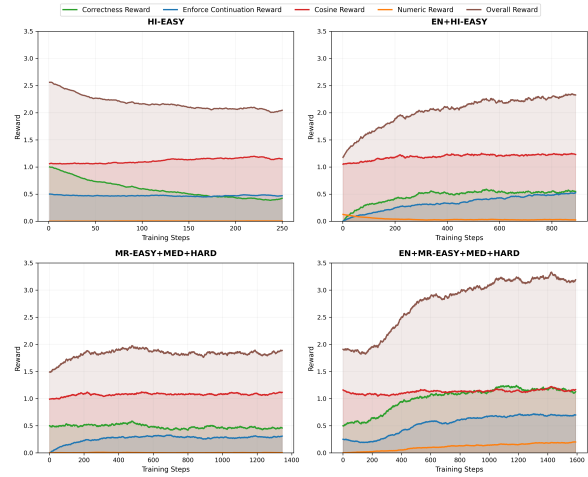 Correctness Reward Enforce Continuation Reward Cosine Reward Numeric Reward Overall Reward
HI-EASY
EN+HI-EASY
3.5
3.0
2.5
2.0
1.5
1.0
0.5
0.0
Reward
0 50 100 150 200 250
Training Steps
3.5
3.0
2.5
2.0
1.5
1.0
0.5
0.0
Reward
0 200 400 600 800
Training Steps
MR-EASY+MED+HARD
EN+MR-EASY+MED+HARD
3.5
3.0
2.5
2.0
1.5
1.0
0.5
0.0
Reward
0 200 400 600 800 1000 1200 1400
Training Steps
3.5
3.0
2.5
2.0
1.5
1.0
0.5
0.0
Reward
0 200 400 600 800 1000 1200 1400 1600
Training Steps